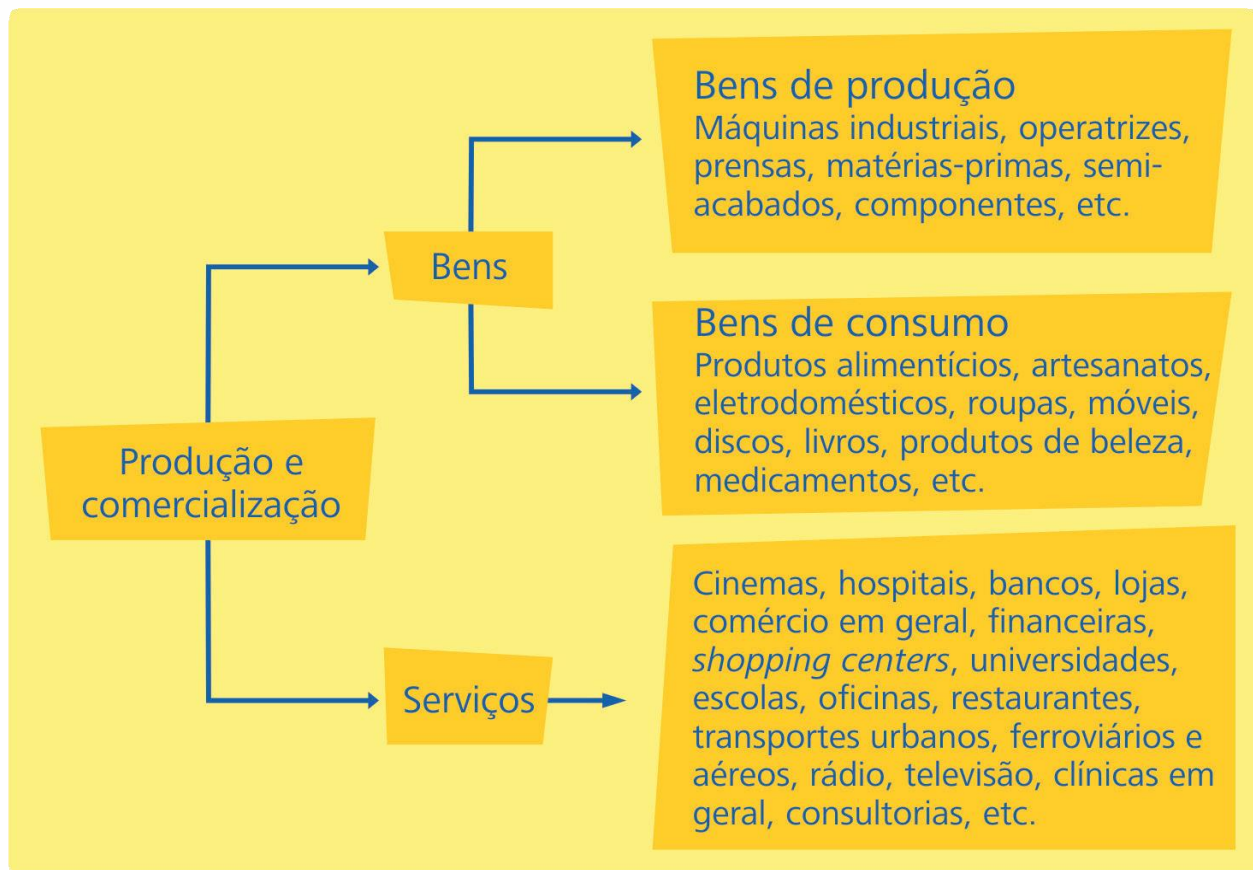 Produção e
comercialização
Bens
Bens de produção
Máquinas industriais, operatrizes,
prensas, matérias-primas, semi-
acabados, componentes, etc.
Bens de consumo
Produtos alimentícios, artesanatos,
eletrodomésticos, roupas, móveis,
discos, livros, produtos de beleza,
medicamentos, etc.
Serviços
Cinemas, hospitais, bancos, lojas,
comércio em geral, financeiras,
shopping centers, universidades,
escolas, oficinas, restaurantes,
transportes urbanos, ferroviários e
aéreos, rádio, televisão, clínicas em
geral, consultorias, etc.